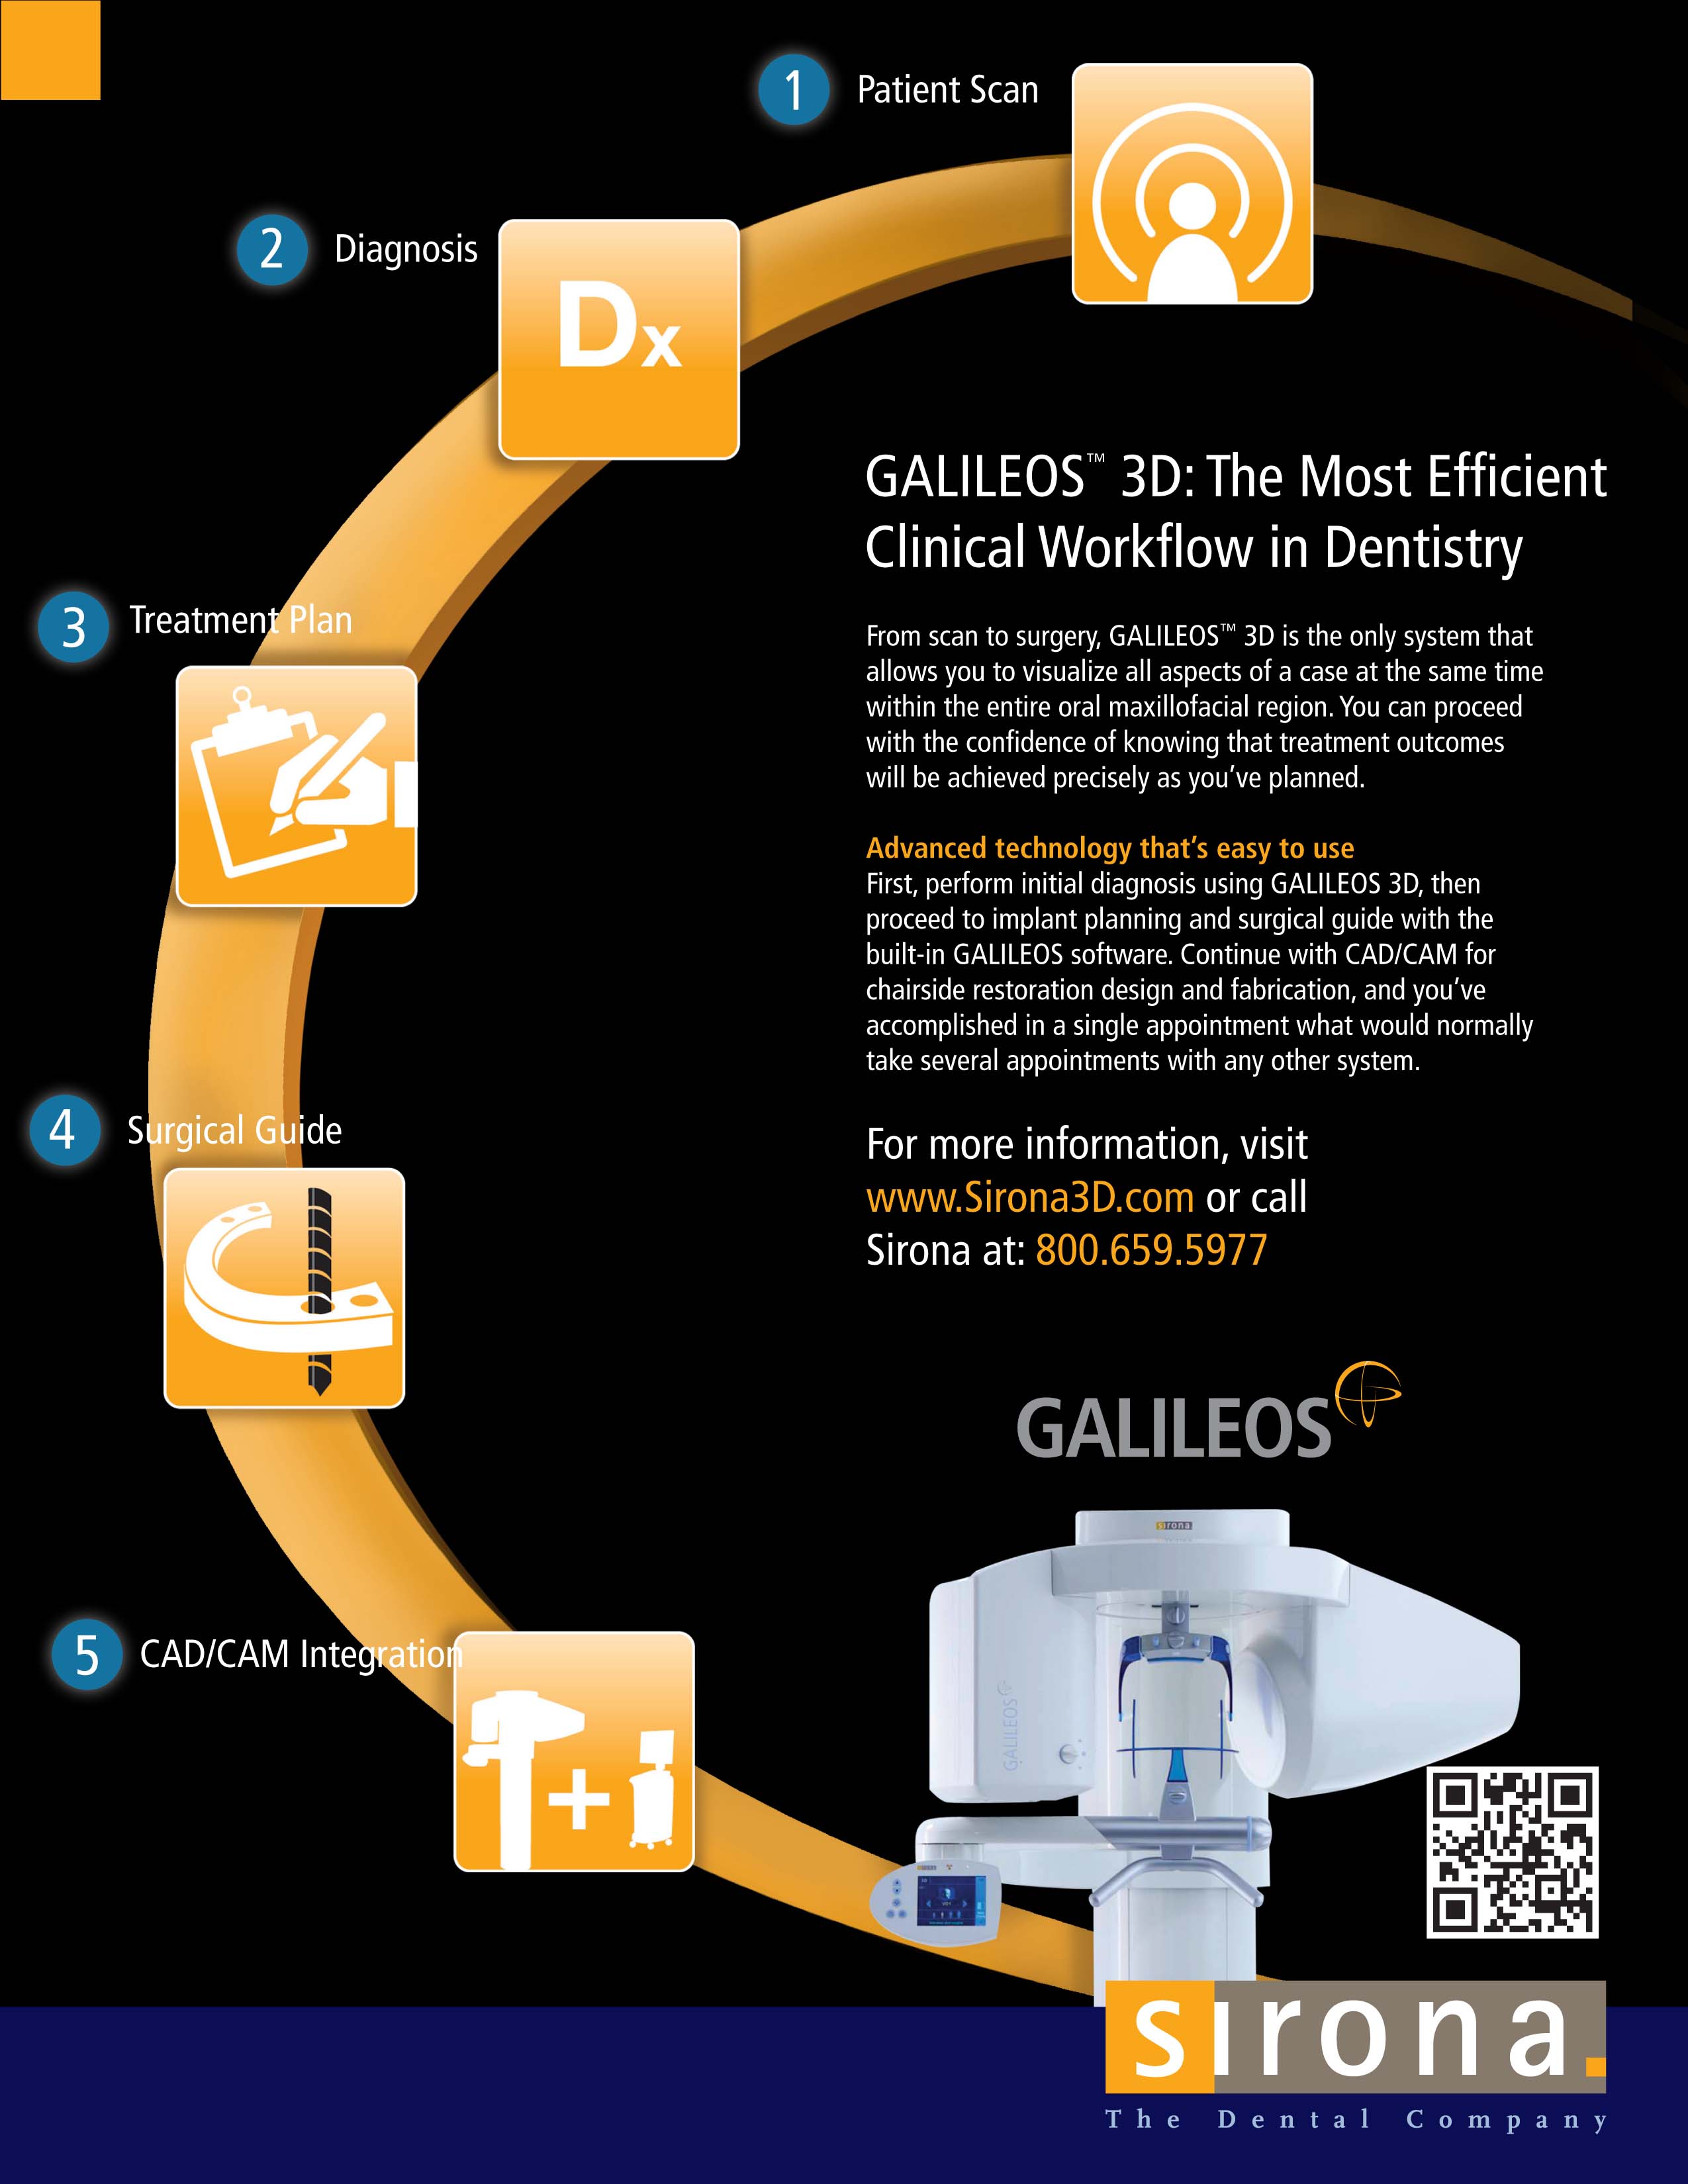 1 Patient Scan
2 Diagnosis
Dx
3 Treatment Plan
4 Surgical Guide
5 CAD/CAM Integration
GALILEOS™ 3D: The Most Efficient
Clinical Workflow in Dentistry
From scan to surgery, GALILEOS™ 3D is the only system that
allows you to visualize all aspects of a case at the same time
within the entire oral maxillofacial region. You can proceed
with the confidence of knowing that treatment outcomes
will be achieved precisely as you’ve planned.
Advanced technology that’s easy to use
First, perform initial diagnosis using GALILEOS 3D, then
proceed to implant planning and surgical guide with the
built-in GALILEOS software. Continue with CAD/CAM for
chairside restoration design and fabrication, and you’ve
accomplished in a single appointment what would normally
take several appointments with any other system.
For more information, visit
www.Sirona3D.com or call
Sirona at: 800.659.5977
GALILEOS
sirona.
GALILEOS
sirona.
The Dental Company